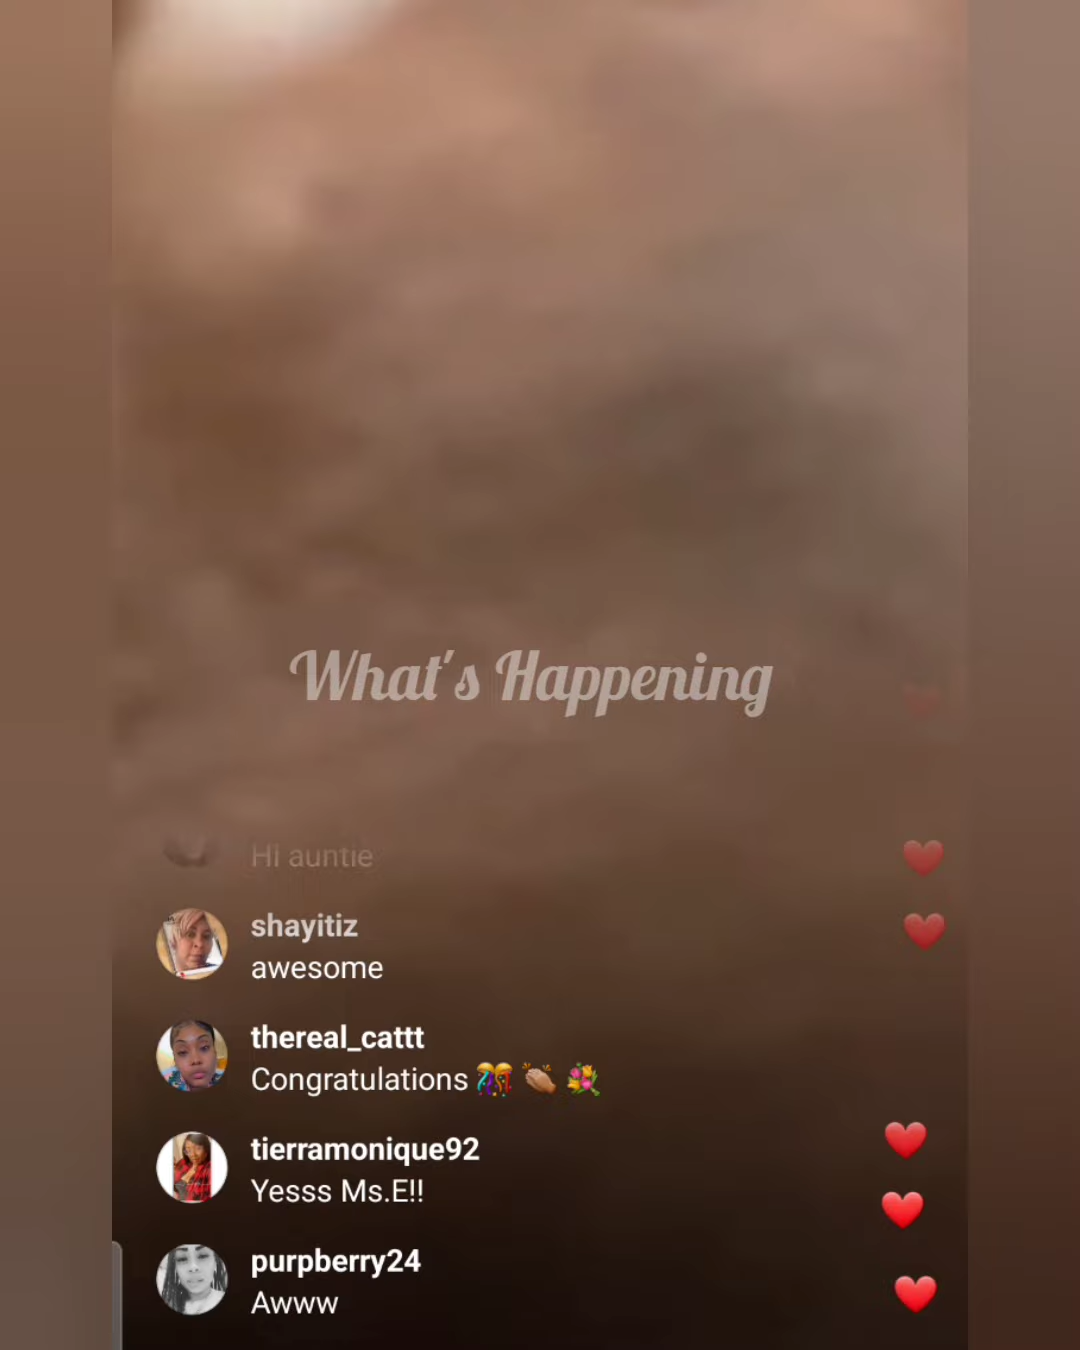 What's Happening
Hi auntie
shayitiz
awesome
thereal_cattt
Congratulations🎊👏🏼💐
tierramonique92
Yesss Ms.E!!
purpberry24
Awww